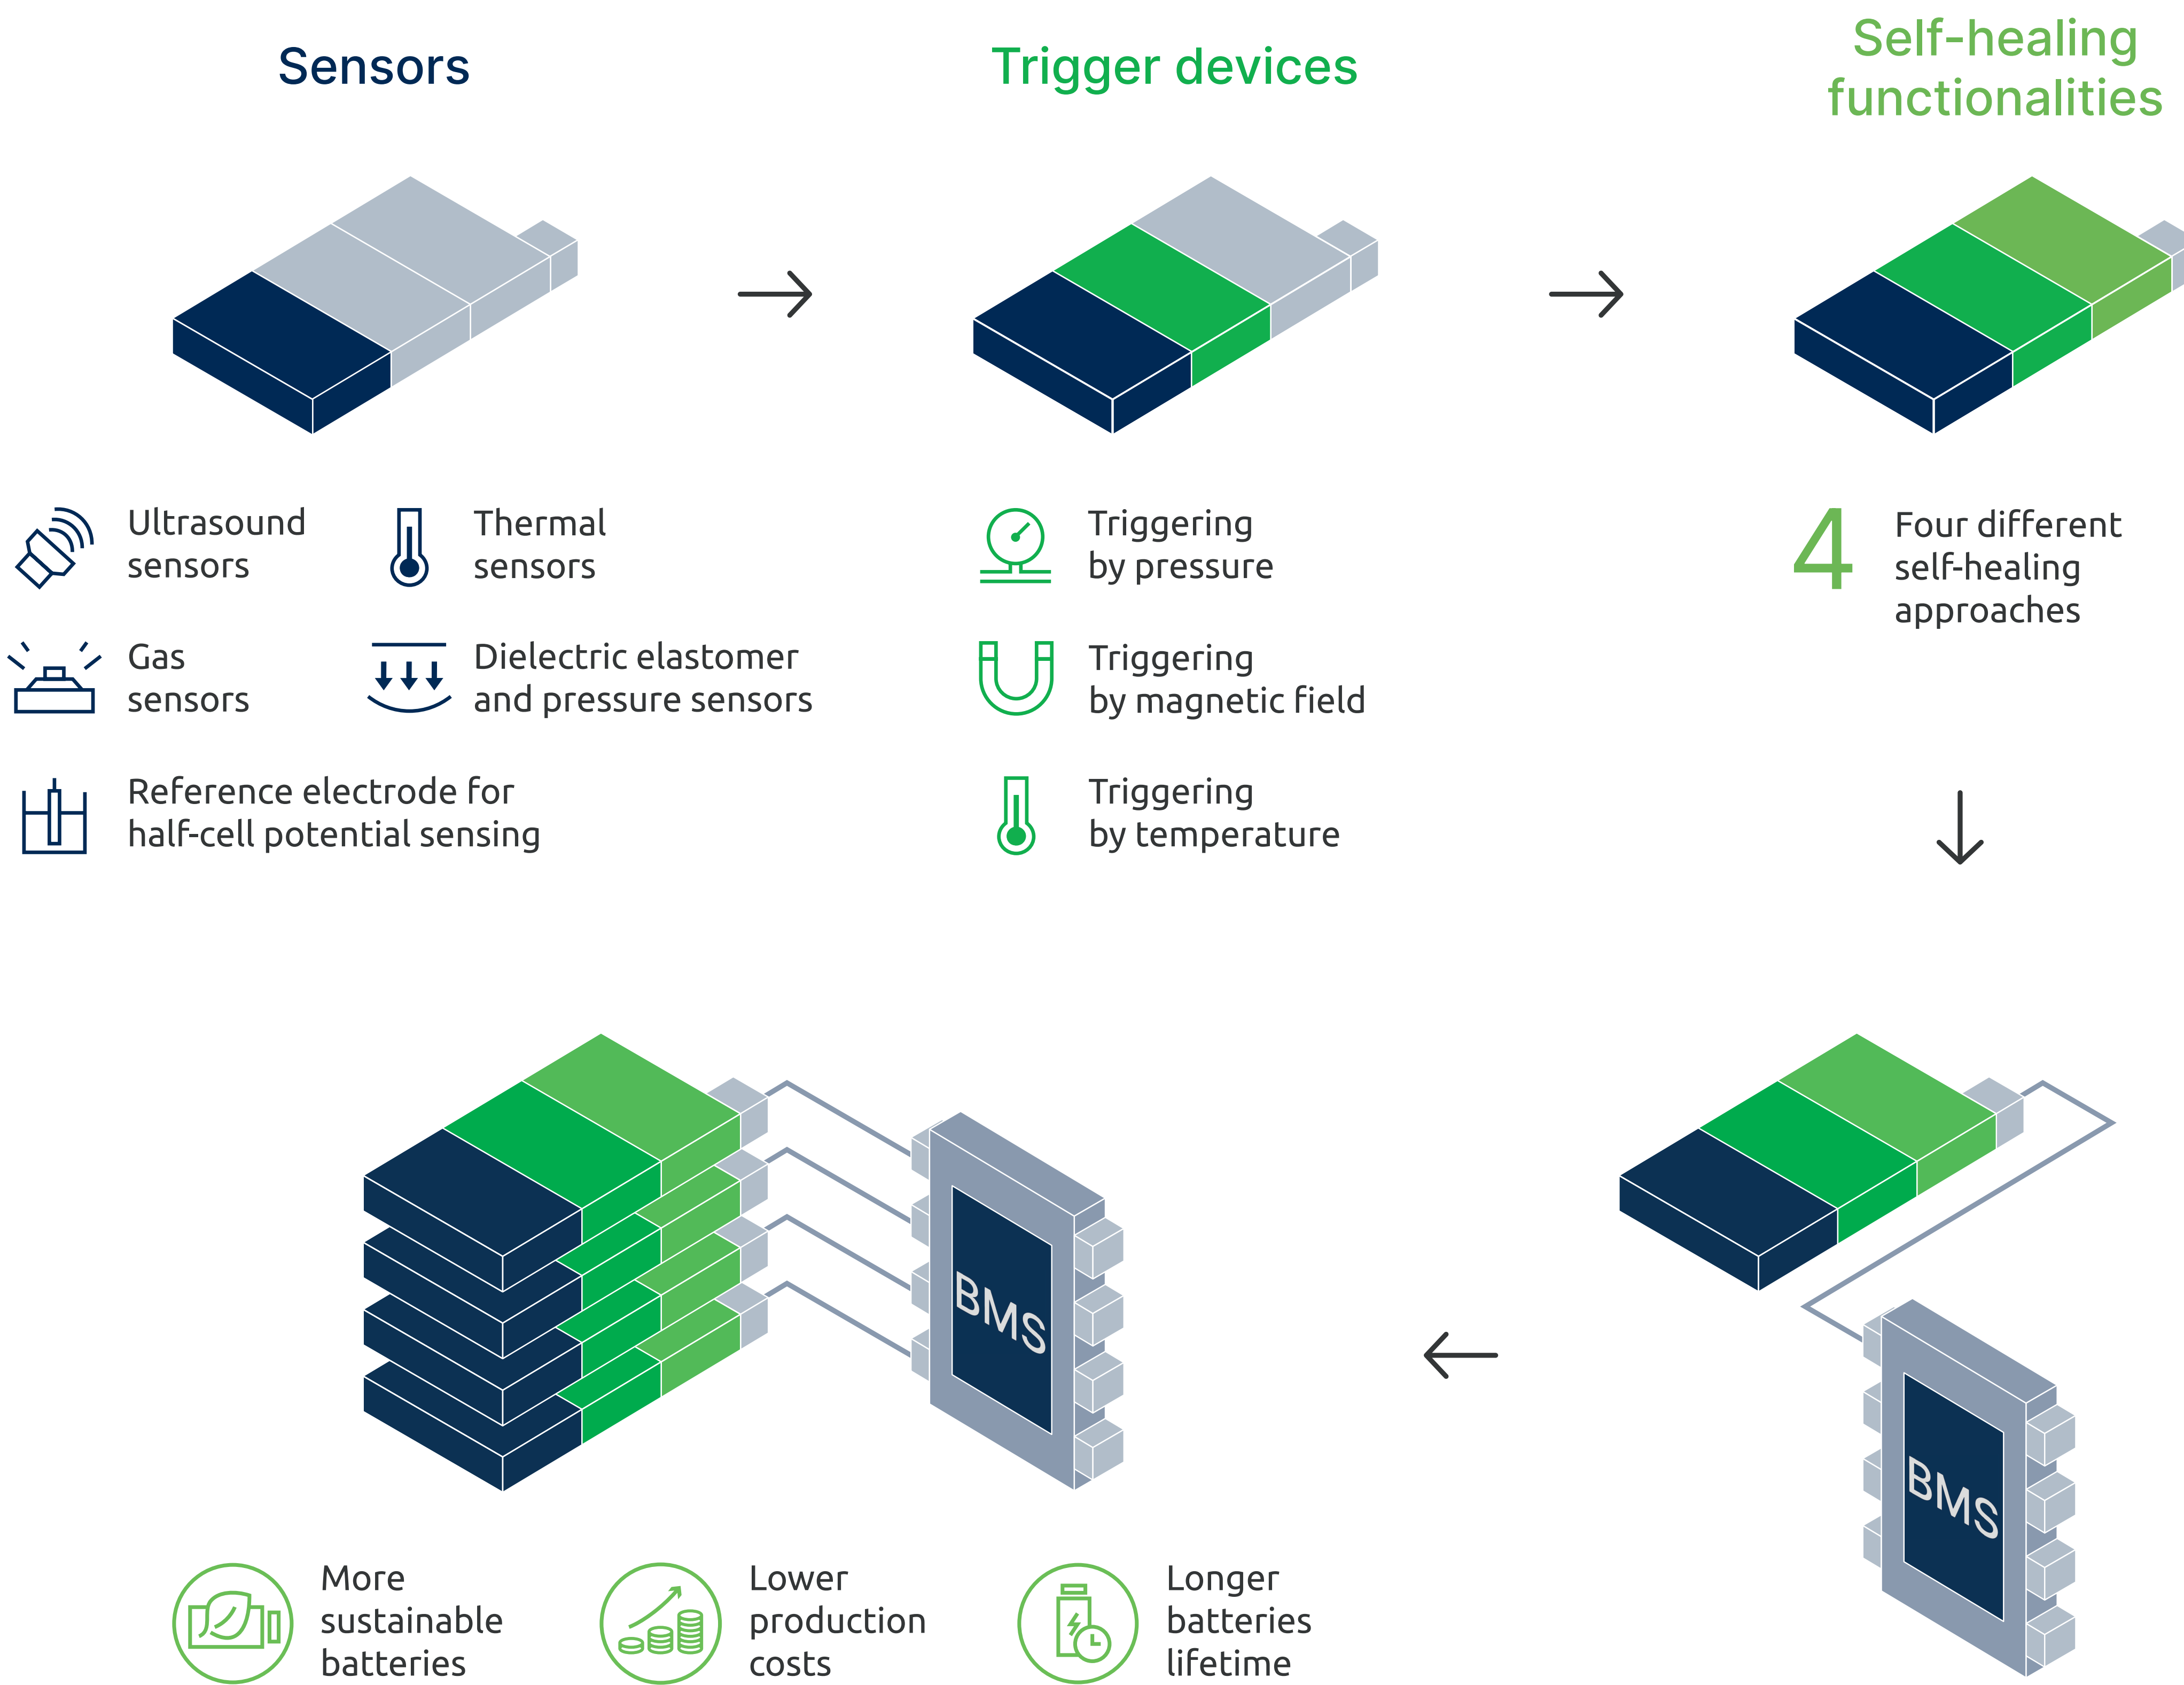 Sensors
Trigger devices
Self-healing
functionalities
Ultrasound
sensors
Thermal
sensors
Gas
sensors
Dielectric elastomer
and pressure sensors
Reference electrode for
half-cell potential sensing
Triggering
by pressure
Triggering
by magnetic field
Triggering
by temperature
4
Four different
self-healing
approaches
BMS
BMS
More
sustainable
batteries
Lower
production
costs
Longer
batteries
lifetime